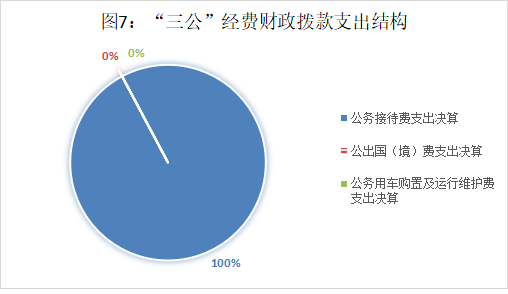 图7：“三公”经费财政拨款支出结构
0%
0%
100%
公务接待费支出决算
公出国（境）费支出决算
公务用车购置及运行维护费
支出决算